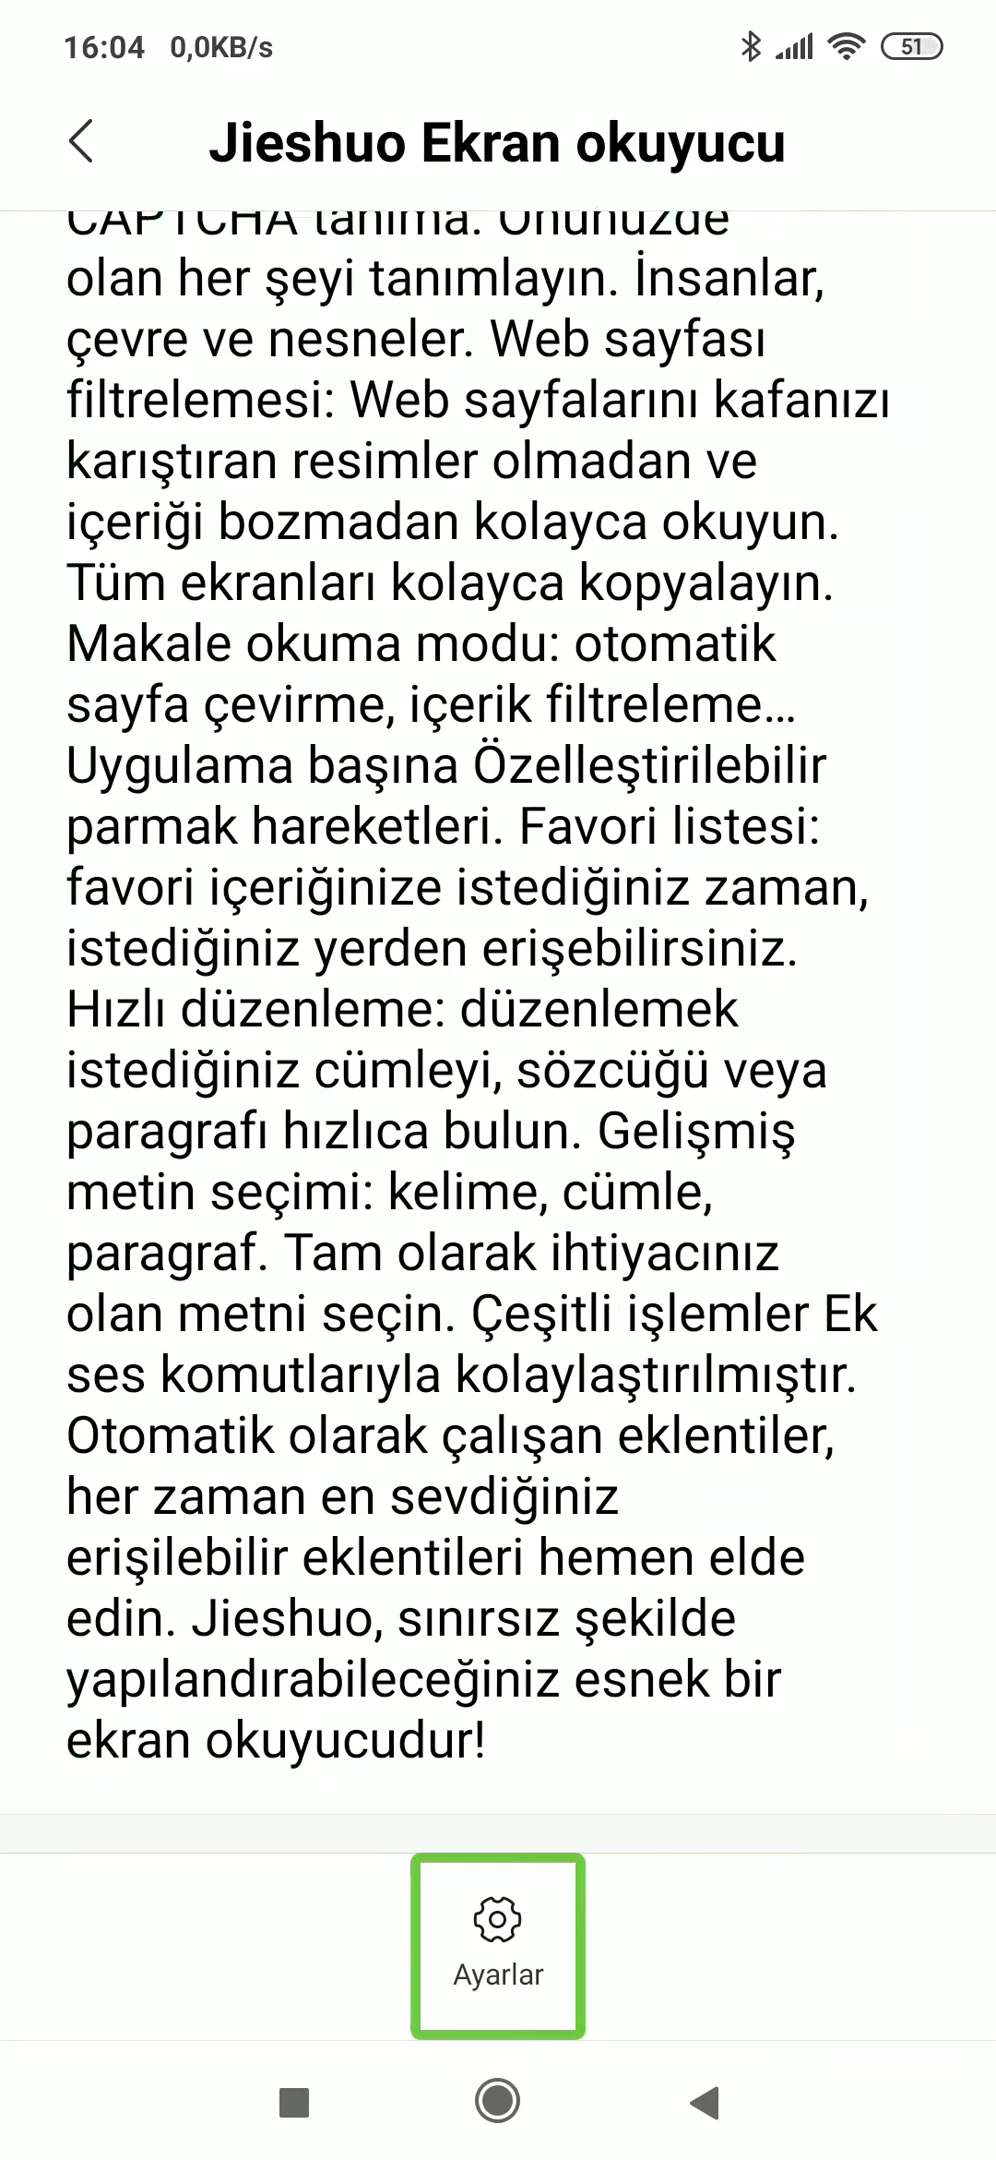 16:04 0,0KB/s 51
Jieshuo Ekran okuyucu
CAPTCHA tanıma. Önünüzde
olan her şeyi tanımlayın. İnsanlar,
çevre ve nesneler. Web sayfası
filtrelemesi: Web sayfalarını kafanızı
karıştıran resimler olmadan ve
içeriği bozmadan kolayca okuyun.
Tüm ekranları kolayca kopyalayın.
Makale okuma modu: otomatik
sayfa çevirme, içerik filtreleme...
Uygulama başına Özelleştirilebilir
parmak hareketleri. Favori listesi:
favori içeriğinize istediğiniz zaman,
istediğiniz yerden erişebilirsiniz.
Hızlı düzenleme: düzenlemek
istediğiniz cümleyi, sözcüğü veya
paragrafı hızlıca bulun. Gelişmiş
metin seçimi: kelime, cümle,
paragraf. Tam olarak ihtiyacınız
olan metni seçin. Çeşitli işlemler Ek
ses komutlarıyla kolaylaştırılmıştır.
Otomatik olarak çalışan eklentiler,
her zaman en sevdiğiniz
erişilebilir eklentileri hemen elde
edin. Jieshuo, sınırsız şekilde
yapılandırabileceğiniz esnek bir
ekran okuyucudur!
Ayarlar